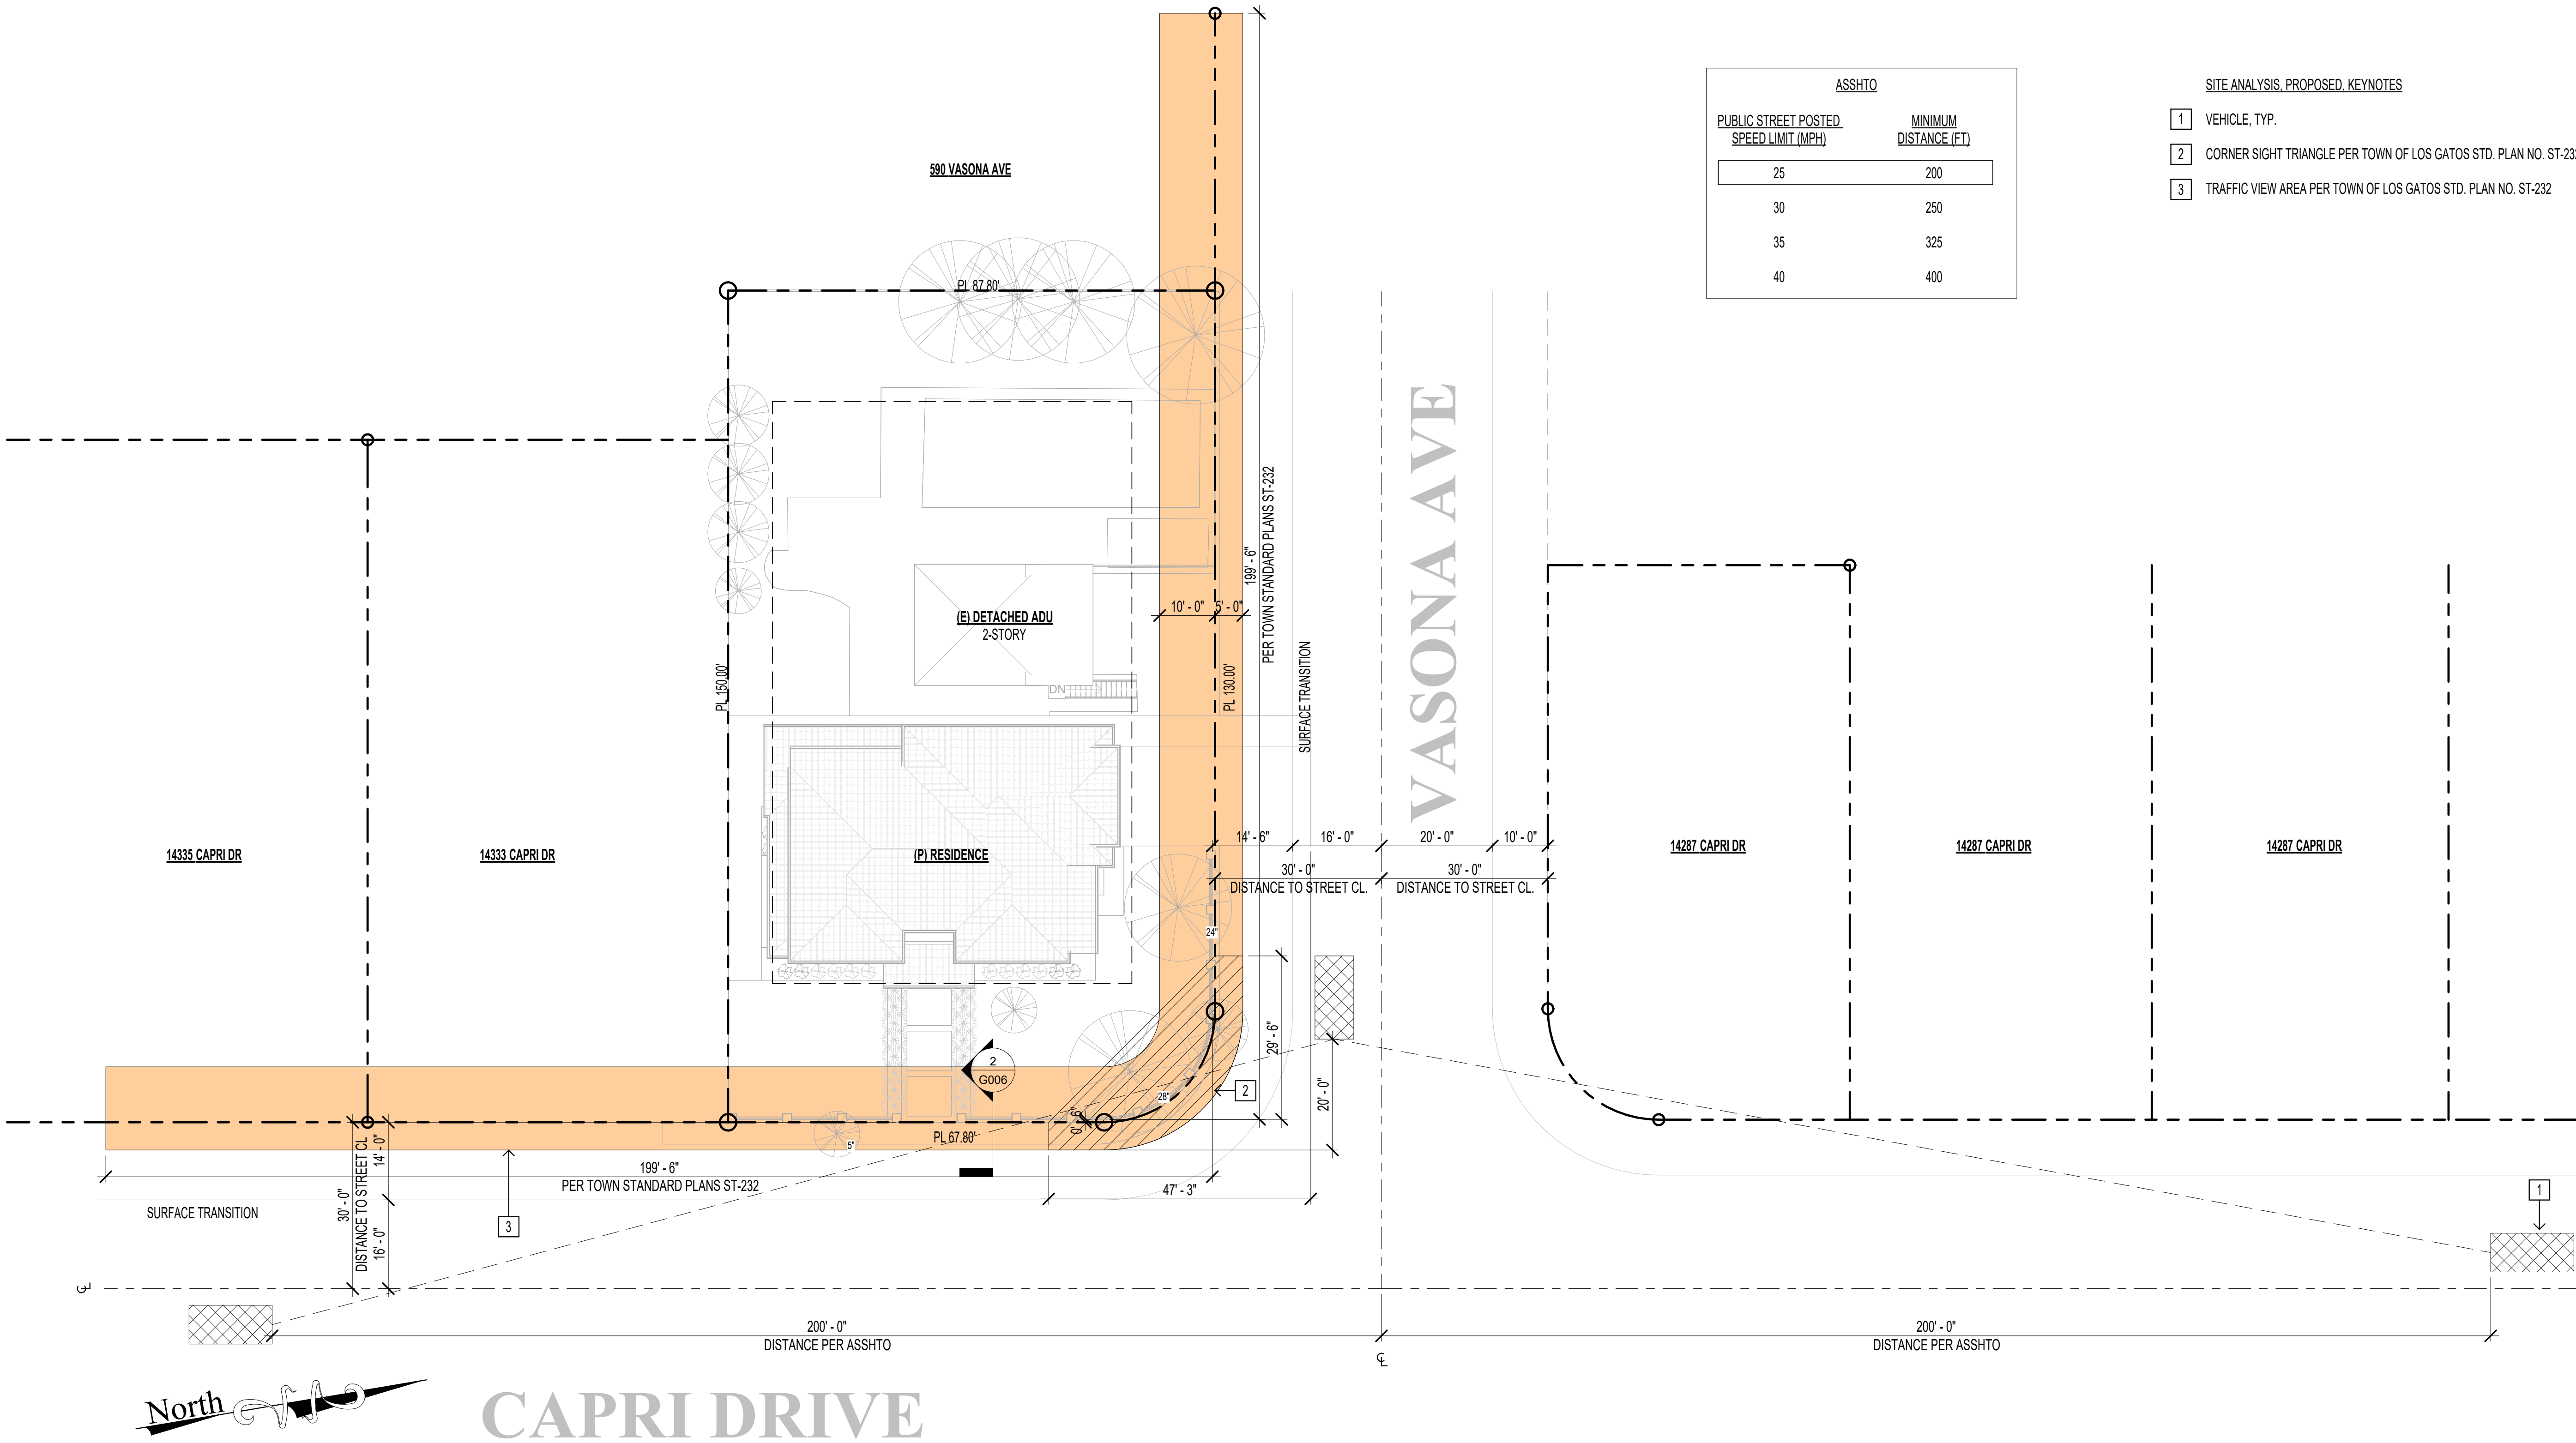 ASSHTO
PUBLIC STREET POSTED SPEED LIMIT (MPH)
MINIMUM DISTANCE (FT)
25 200
30 250
35 325
40 400
SITE ANALYSIS, PROPOSED, KEYNOTES
1 VEHICLE, TYP.
2 CORNER SIGHT TRIANGLE PER TOWN OF LOS GATOS STD. PLAN NO.
3 TRAFFIC VIEW AREA PER TOWN OF LOS GATOS STD. PLAN NO. ST-232
590 VASONA AVE
PL 87.80'
199' - 6"
PER TOWN STANDARD PLANS ST-232
VASONA AVE
10' - 0"
5' - 0"
(E) DETACHED ADU
2-STORY
DN
PL 150.00'
PL 130.00'
SURFACE TRANSITION
14335 CAPRI DR
14333 CAPRI DR
(P) RESIDENCE
14' - 6"
16' - 0"
20' - 0"
10' - 0"
30' - 0"
DISTANCE TO STREET CL.
30' - 0"
DISTANCE TO STREET CL.
14287 CAPRI DR
14287 CAPRI DR
14287 CAPRI DR
24"
29' - 6"
2
G006
2
28"
20' - 0"
PL 67.80'
5"
14' - 0"
30' - 0"
DISTANCE TO STREET CL.
16' - 0"
199' - 6"
PER TOWN STANDARD PLANS ST-232
47' - 3"
SURFACE TRANSITION
3
1
200' - 0"
DISTANCE PER ASSHTO
200' - 0"
DISTANCE PER ASSHTO
North
CAPRI DRIVE